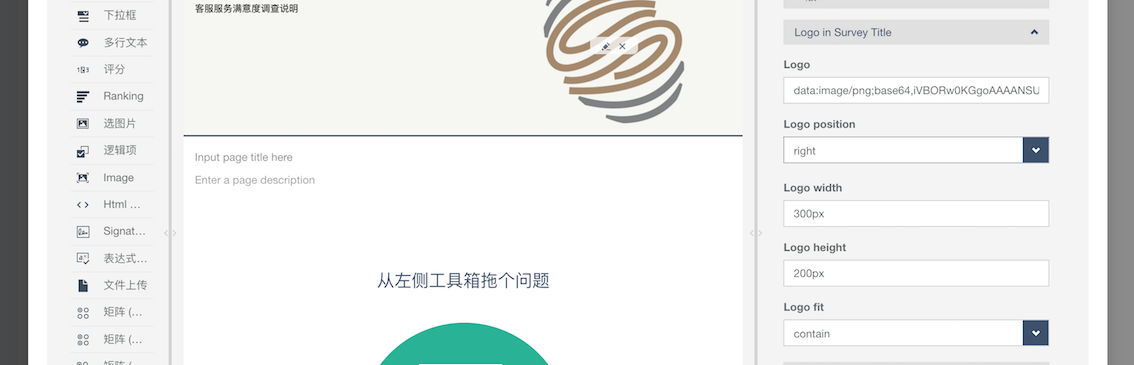 下拉框
多行文本
评分
Ranking
选图片
逻辑项
Image
Html ...
Signat...
表达式...
文件上传
矩阵 (...
矩阵 (...
矩阵 (...
客服服务满意度调查说明
Input page title here
Enter a page description
从左侧工具箱拖个问题
Logo in Survey Title
Logo
data:image/png;base64,iVBORw0KGgoAAAANSU
Logo position
right
Logo width
300px
Logo height
200px
Logo fit
contain